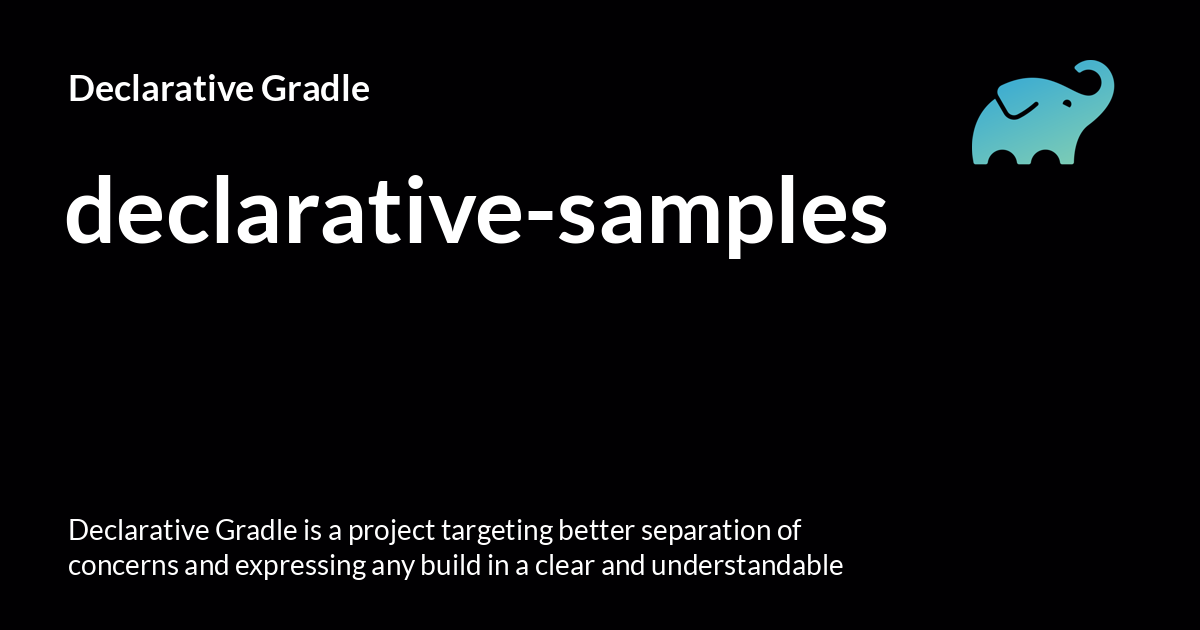 Declarative Gradle
declarative-samples
Declarative Gradle is a project targeting better separation of
concerns and expressing any build in a clear and understandable